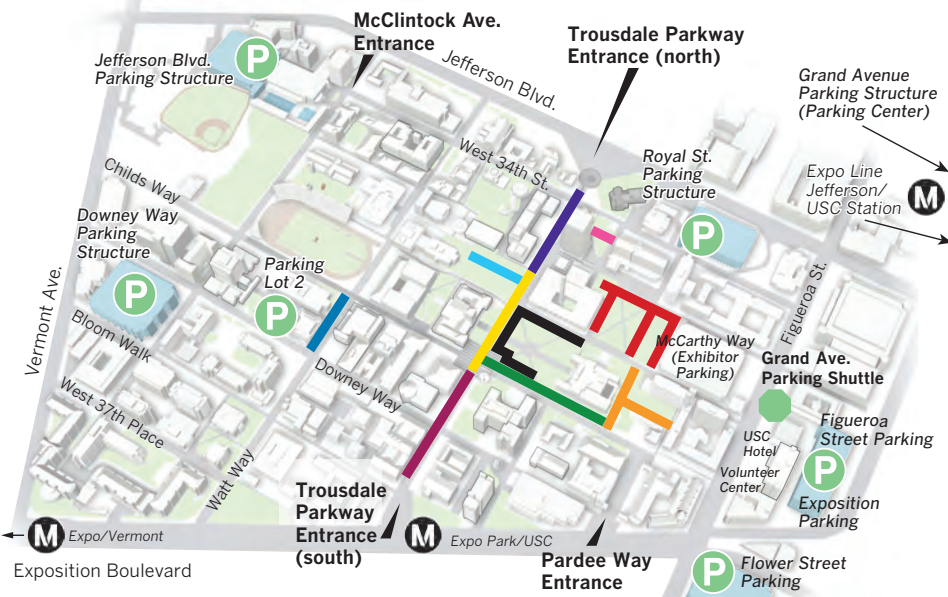 McClintock Ave.
Entrance
Jefferson Blvd.
Parking Structure
P
Jefferson Blvd.
Trousdale Parkway
Entrance (north)
Grand Avenue
Parking Structure
(Parking Center)
Expo Line
Jefferson/
USC Station
M
West 34th St.
Royal St.
Parking
Structure
P
Childs Way
Downey Way
Parking
Structure
P
Parking
Lot 2
P
Vermont Ave.
Bloom Walk
West 37th Place
Watt Way
Downey Way
McCarthy Way
(Exhibitor
Parking)
Figueroa St.
Grand Ave.
Parking Shuttle
USC
Hotel
Volunteer
Center
Figueroa
Street Parking
P
Exposition
Parking
Trousdale
Parkway
Entrance
(south)
M
Expo/Vermont
M
Expo Park/USC
Pardee Way
Entrance
Exposition Boulevard
P
Flower Street
Parking